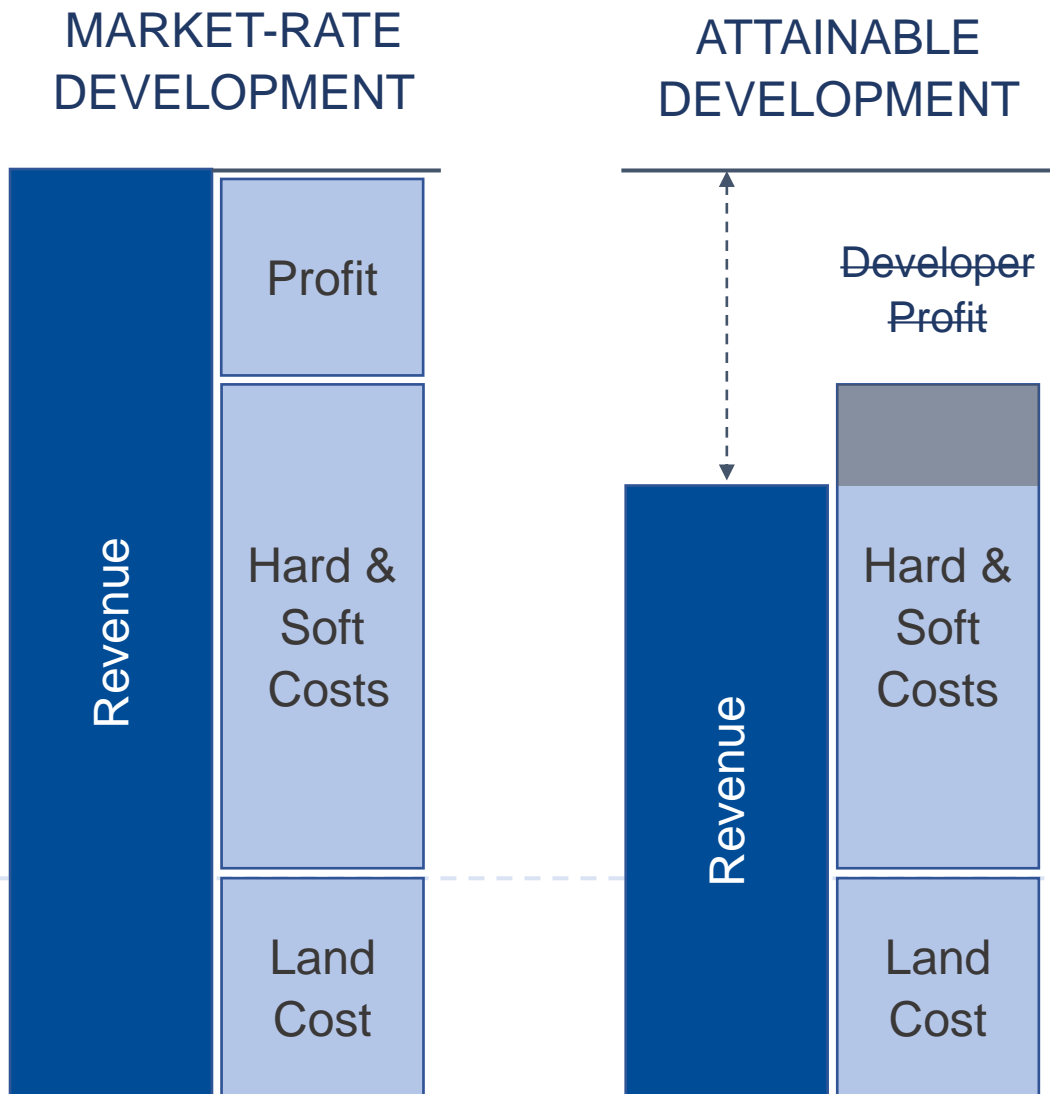 MARKET-RATE
DEVELOPMENT
Profit
Hard &
Soft
Costs
Land
Cost
Revenue
ATTAINABLE
DEVELOPMENT
Developer
Profit
Hard &
Soft
Costs
Land
Cost
Revenue